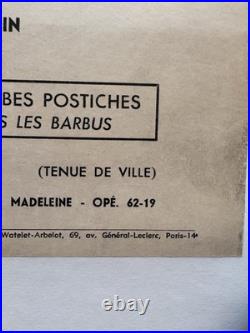 IN
BES POSTICHES
S LES BARBUS
(TENUE DE VILLE)
MADELEINE - OPÉ. 62-19
Watelet-Arbelot, 69, av. Général-Leclerc, Paris-14e